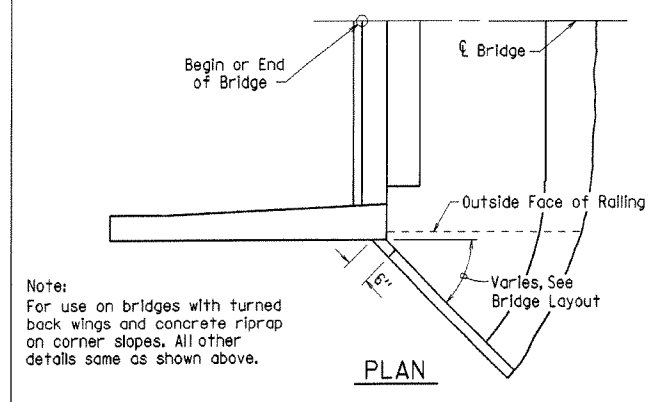 Begin or End
of Bridge
℄ Bridge
Outside Face of Railing
Varies, See
Bridge Layout
6"
Note:
For use on bridges with turned
back wings and concrete riprap
on corner slopes. All other
details same as shown above.
PLAN